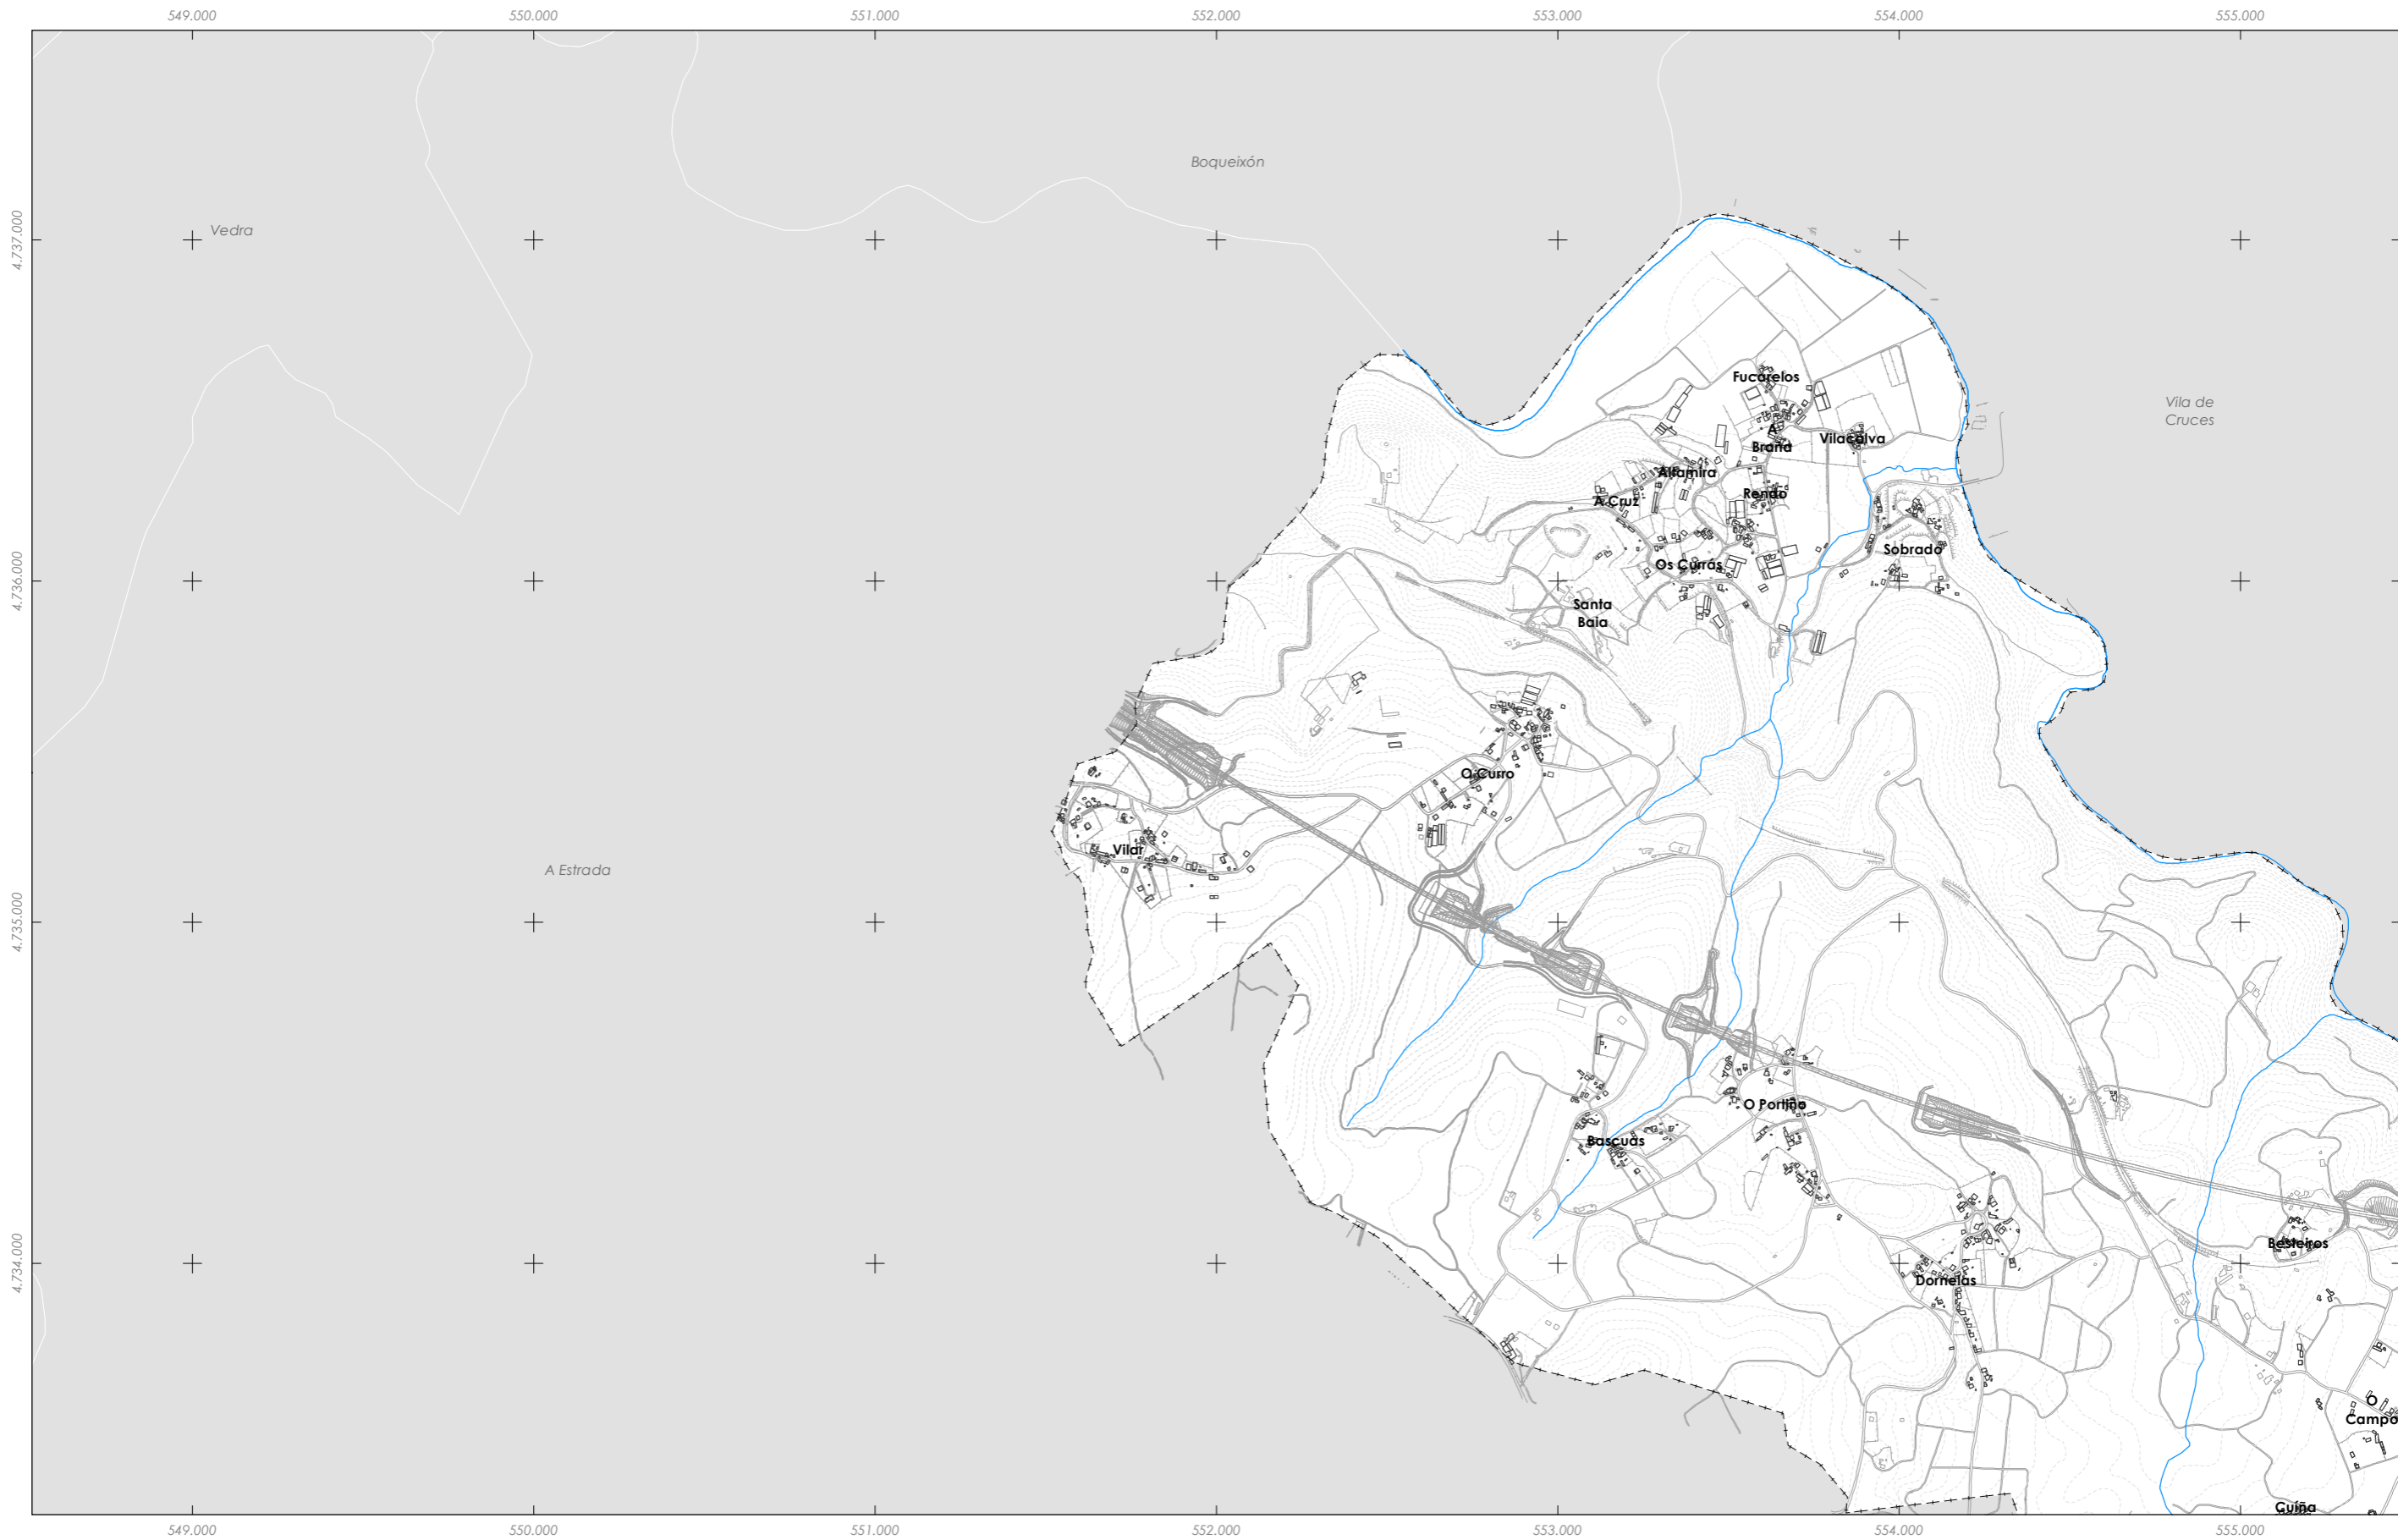 549.000
550.000
551.000
552.000
553.000
554.000
555.000
Boqueixón
4.737.000
Vedra
Fucarelos
Vila de
Cruces
A
Brana
Vilacalva
Altamira
Rendo
A Cruz
Sobrado
Os Currás
4.736.000
Santa
Baia
O Curro
Vilar
A Estrada
4.735.000
O Portiño
Bascuás
Besteiros
4.734.000
Dornelas
O
Campo
Guiña
549.000
550.000
551.000
552.000
553.000
554.000
555.000